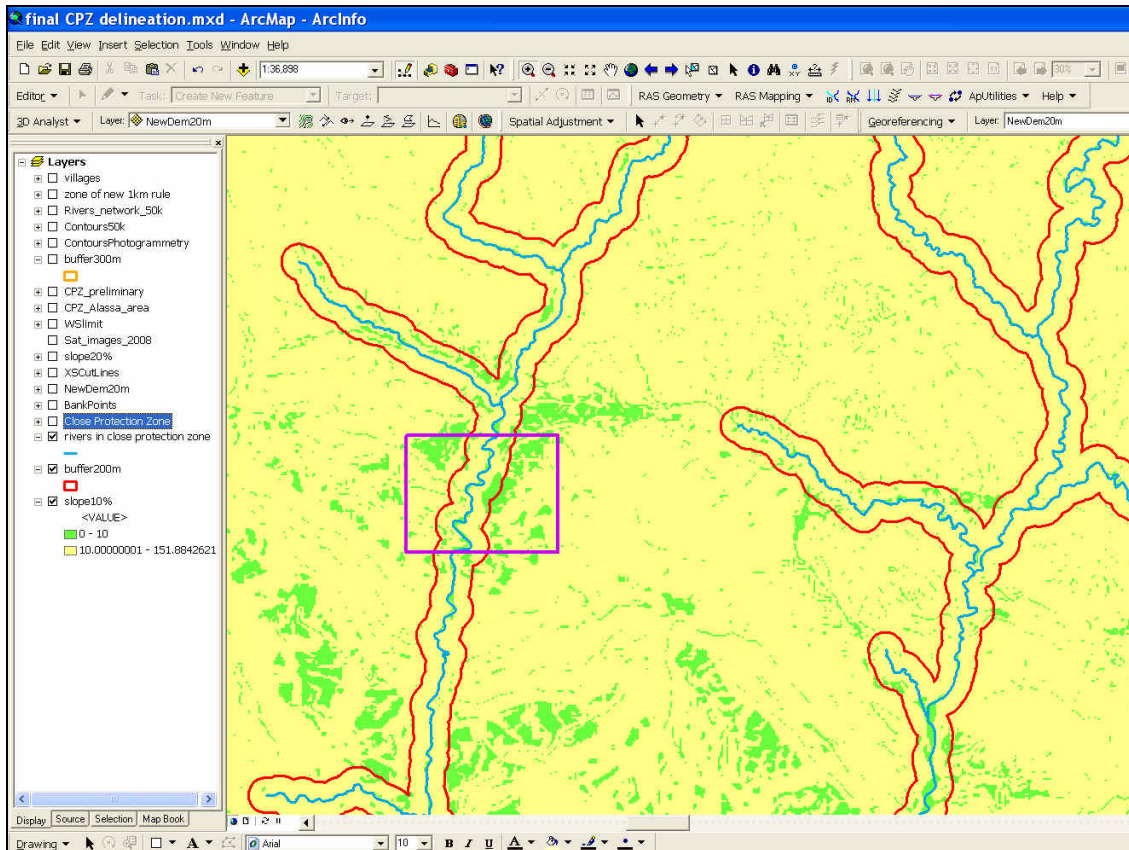 final CPZ delineation.mxd - ArcMap - ArcInfo
File Edit View Insert Selection Tools Window Help
1:36,898 30%
Editor Task: Create New Feature Target: RAS Geometry RAS Mapping ApUtilities Help
3D Analyst Layer: NewDem20m Spatial Adjustment Georeferencing Layer: NewDem20m
Layers
villages
zone of new 1km rule
Rivers_network_50k
Contours50k
ContoursPhotogrammetry
buffer300m
CPZ_preliminary
CPZ_Alassa_area
WSlimit
Sat_images_2008
slope20%
XSCutLines
NewDem20m
BankPoints
Close Protection Zone
rivers in close protection zone
buffer200m
slope10%
<VALUE>
0 - 10
10.00000001 - 151.8842621
Display Source Selection Map Book
Drawing A Arial 10 B I U A